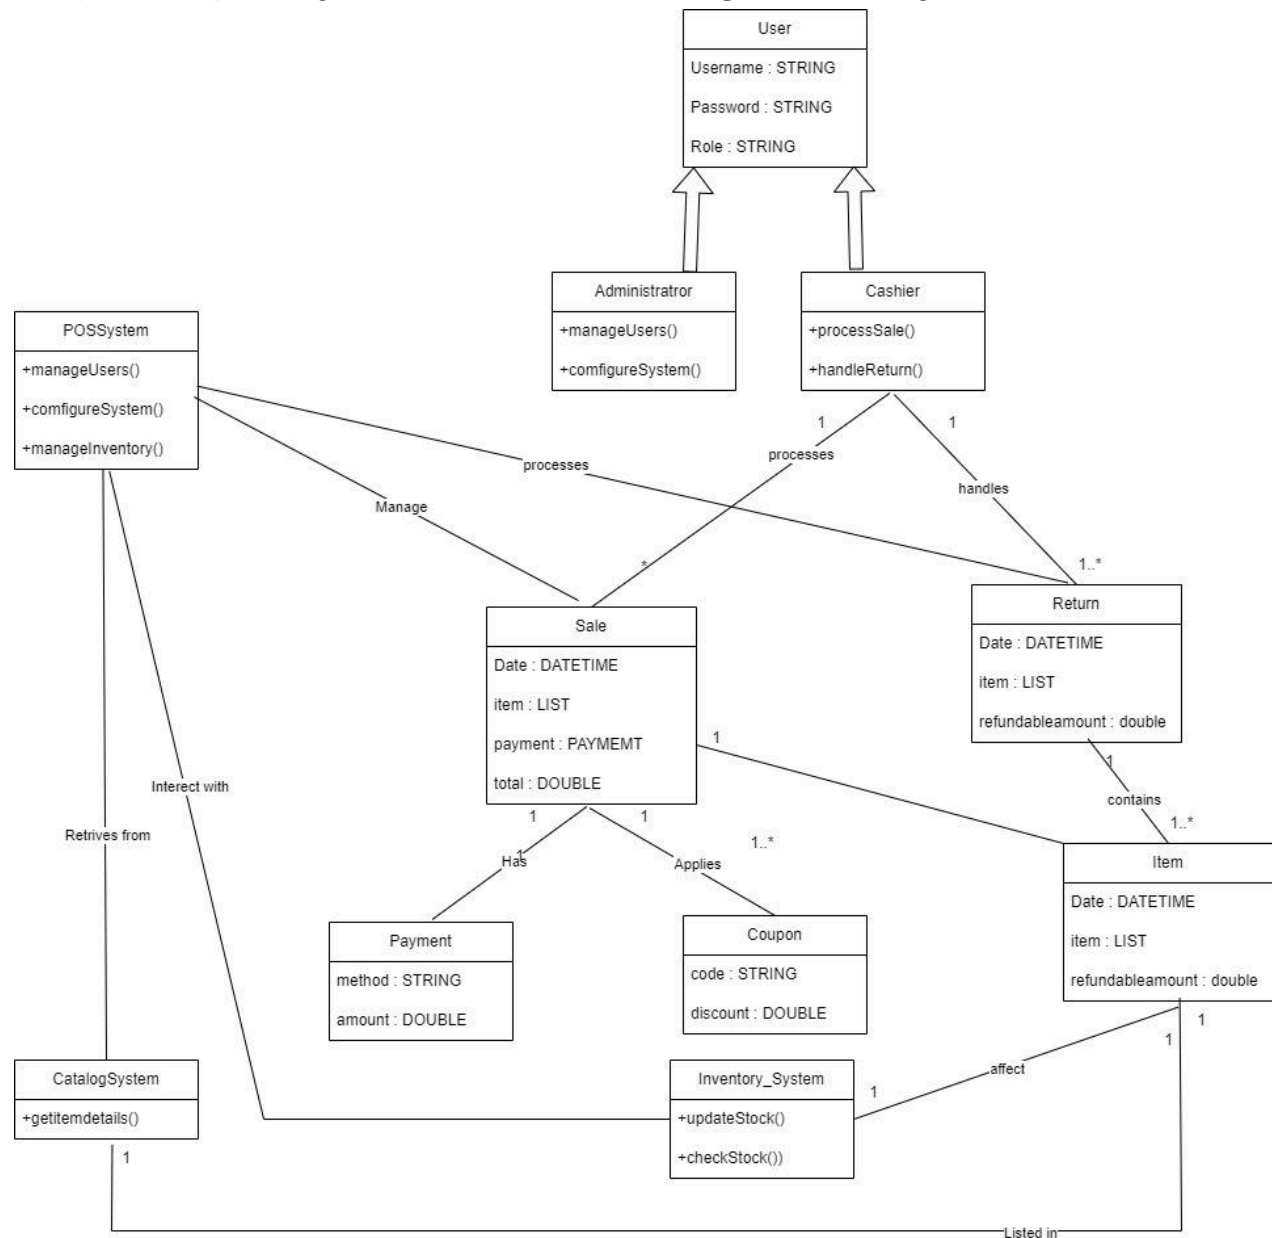 User
Username : STRING
Password : STRING
Role : STRING
Administratror
+manageUsers()
+comfigureSystem()
Cashier
+processSale()
+handleReturn()
POSSystem
+manageUsers()
+comfigureSystem()
+manageInventory()
1
1
processes
processes
handles
Manage
*
1..*
Sale
Date : DATETIME
item : LIST
payment : PAYMEMT
total : DOUBLE
Return
Date : DATETIME
item : LIST
refundableamount : double
1
1
contains
1..*
Interect with
Retrives from
1
1
1..*
Has
1
Applies
Item
Date : DATETIME
item : LIST
refundableamount : double
Payment
method : STRING
amount : DOUBLE
Coupon
code : STRING
discount : DOUBLE
1
1
affect
1
CatalogSystem
+getitemdetails()
Inventory_System
+updateStock()
+checkStock())
1
Listed in